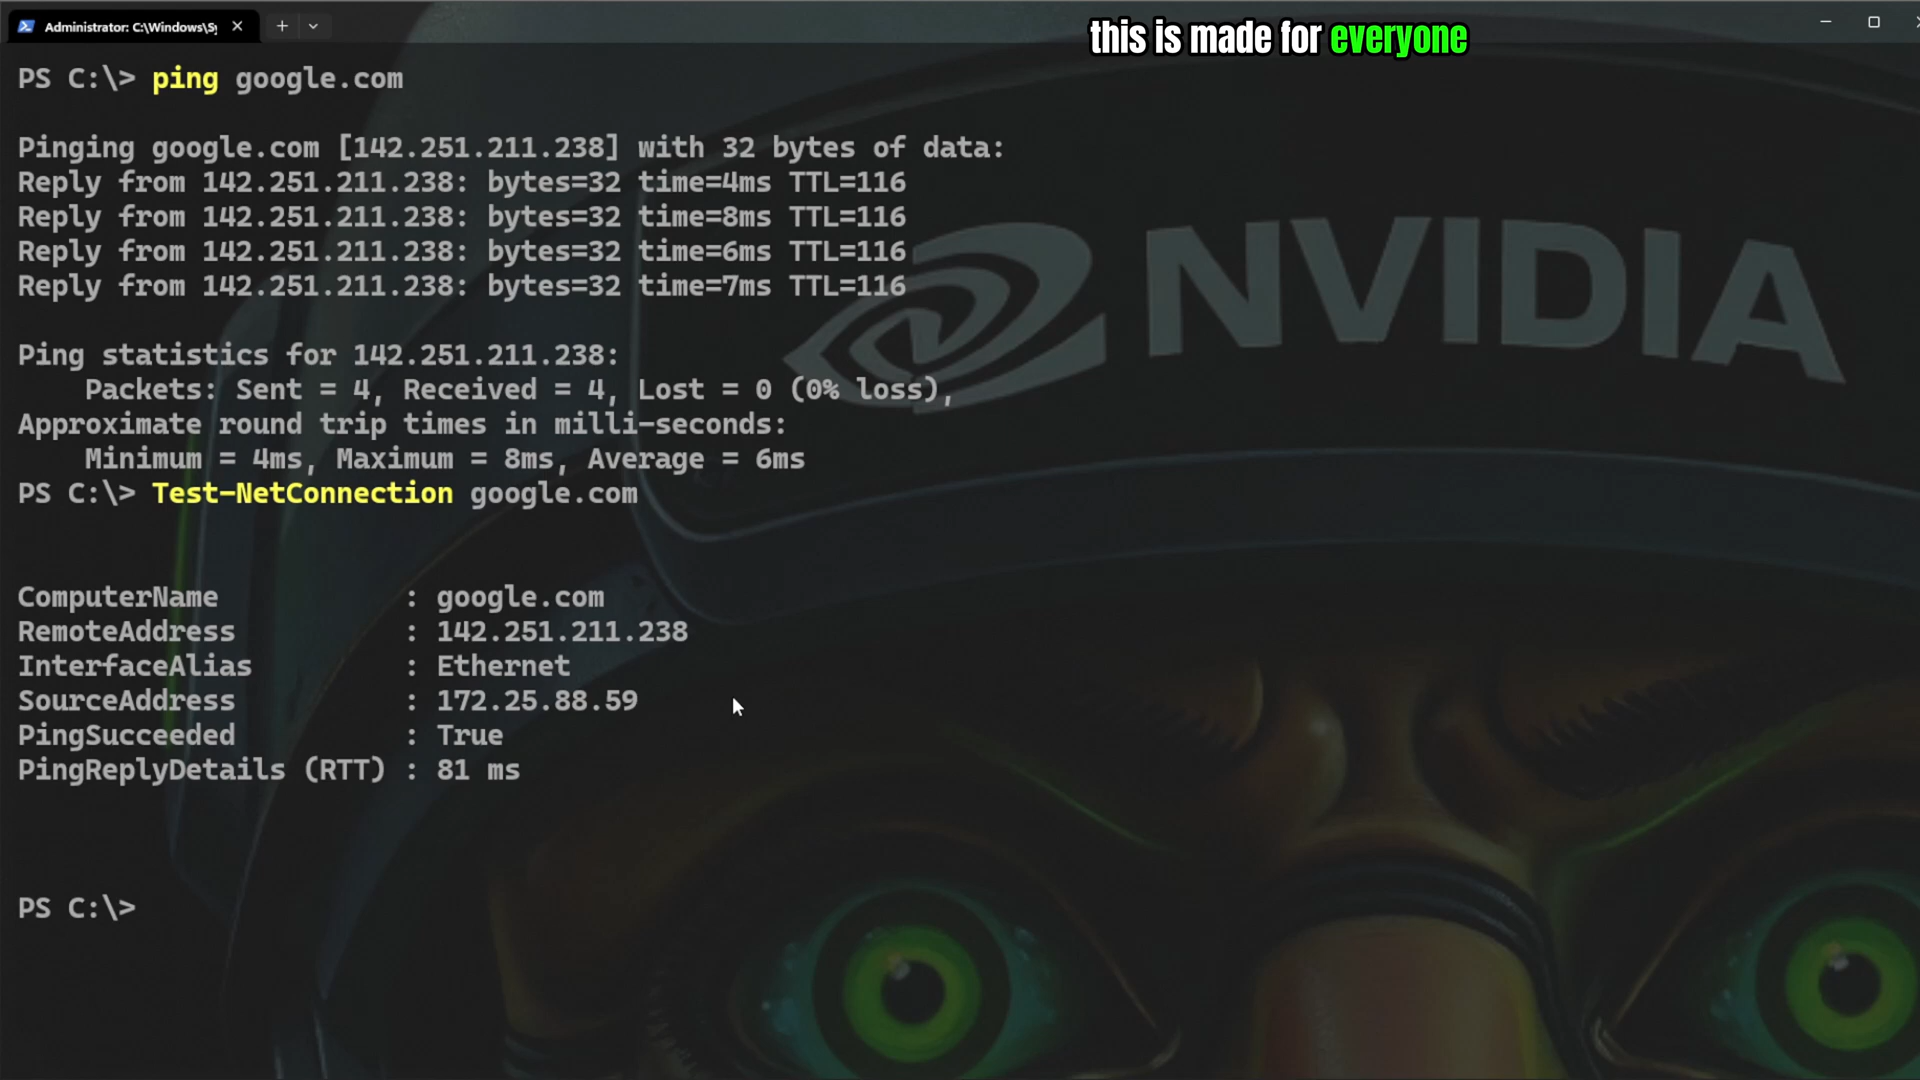 Administrator: C:\Windows\Sy
this is made for everyone
PS C:\> ping google.com
Pinging google.com [142.251.211.238] with 32 bytes of data:
Reply from 142.251.211.238: bytes=32 time=4ms TTL=116
Reply from 142.251.211.238: bytes=32 time=8ms TTL=116
Reply from 142.251.211.238: bytes=32 time=6ms TTL=116
Reply from 142.251.211.238: bytes=32 time=7ms TTL=116
NVIDIA
Ping statistics for 142.251.211.238:
    Packets: Sent = 4, Received = 4, Lost = 0 (0% loss),
Approximate round trip times in milli-seconds:
    Minimum = 4ms, Maximum = 8ms, Average = 6ms
PS C:\> Test-NetConnection google.com
ComputerName           : google.com
RemoteAddress          : 142.251.211.238
InterfaceAlias         : Ethernet
SourceAddress          : 172.25.88.59
PingSucceeded          : True
PingReplyDetails (RTT) : 81 ms
PS C:\>